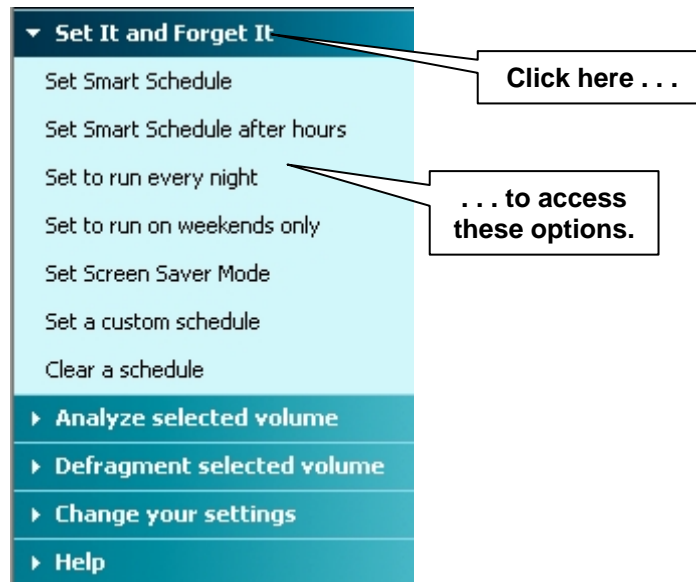 Set It and Forget It
Click here . . .
Set Smart Schedule
Set Smart Schedule after hours
Set to run every night
. . . to access
these options.
Set to run on weekends only
Set Screen Saver Mode
Set a custom schedule
Clear a schedule
Analyze selected volume
Defragment selected volume
Change your settings
Help